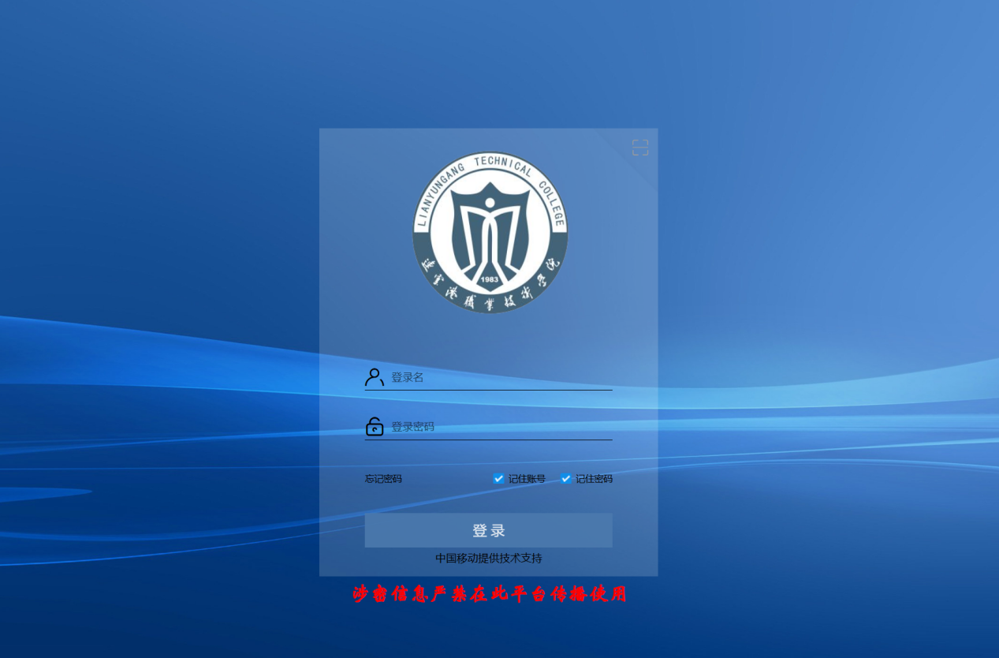 LIANYUNGANG TECHNICAL COLLEGE
1983
连云港职业技术学院
登录名
登录密码
忘记密码 记住账号 记住密码
登录
中国移动提供技术支持
涉密信息严禁在此平台传播使用